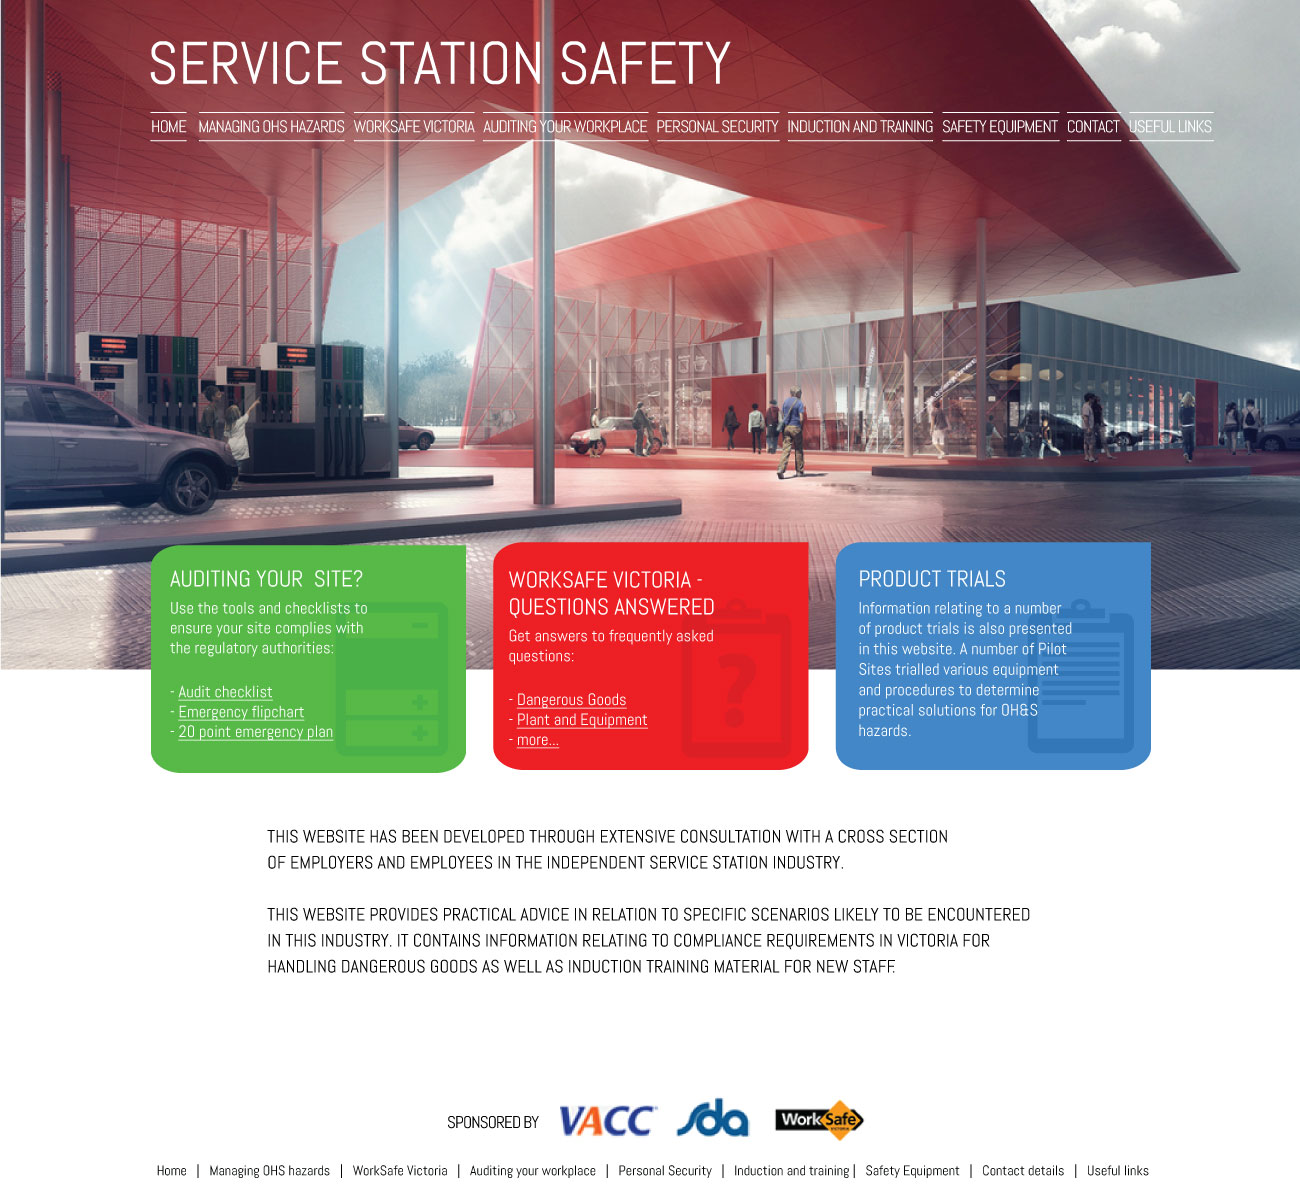 SERVICE STATION SAFETY
HOME MANAGING OHS HAZARDS WORKSAFE VICTORIA AUDITING YOUR WORKPLACE PERSONAL SECURITY INDUCTION AND TRAINING SAFETY EQUIPMENT CONTACT USEFUL LINKS
AUDITING YOUR SITE?
Use the tools and checklists to
ensure your site complies with
the regulatory authorities:
- Audit checklist
- Emergency flipchart
- 20 point emergency plan
WORKSAFE VICTORIA -
QUESTIONS ANSWERED
Get answers to frequently asked
questions:
- Dangerous Goods
- Plant and Equipment
- more...
?
PRODUCT TRIALS
Information relating to a number
of product trials is also presented
in this website. A number of Pilot
Sites trialled various equipment
and procedures to determine
practical solutions for OH&S
hazards.
THIS WEBSITE HAS BEEN DEVELOPED THROUGH EXTENSIVE CONSULTATION WITH A CROSS SECTION
OF EMPLOYERS AND EMPLOYEES IN THE INDEPENDENT SERVICE STATION INDUSTRY.
THIS WEBSITE PROVIDES PRACTICAL ADVICE IN RELATION TO SPECIFIC SCENARIOS LIKELY TO BE ENCOUNTERED
IN THIS INDUSTRY. IT CONTAINS INFORMATION RELATING TO COMPLIANCE REQUIREMENTS IN VICTORIA FOR
HANDLING DANGEROUS GOODS AS WELL AS INDUCTION TRAINING MATERIAL FOR NEW STAFF.
SPONSORED BY VACC sda WorkSafe
VICTORIA
Home | Managing OHS hazards | WorkSafe Victoria | Auditing your workplace | Personal Security | Induction and training | Safety Equipment | Contact details | Useful links